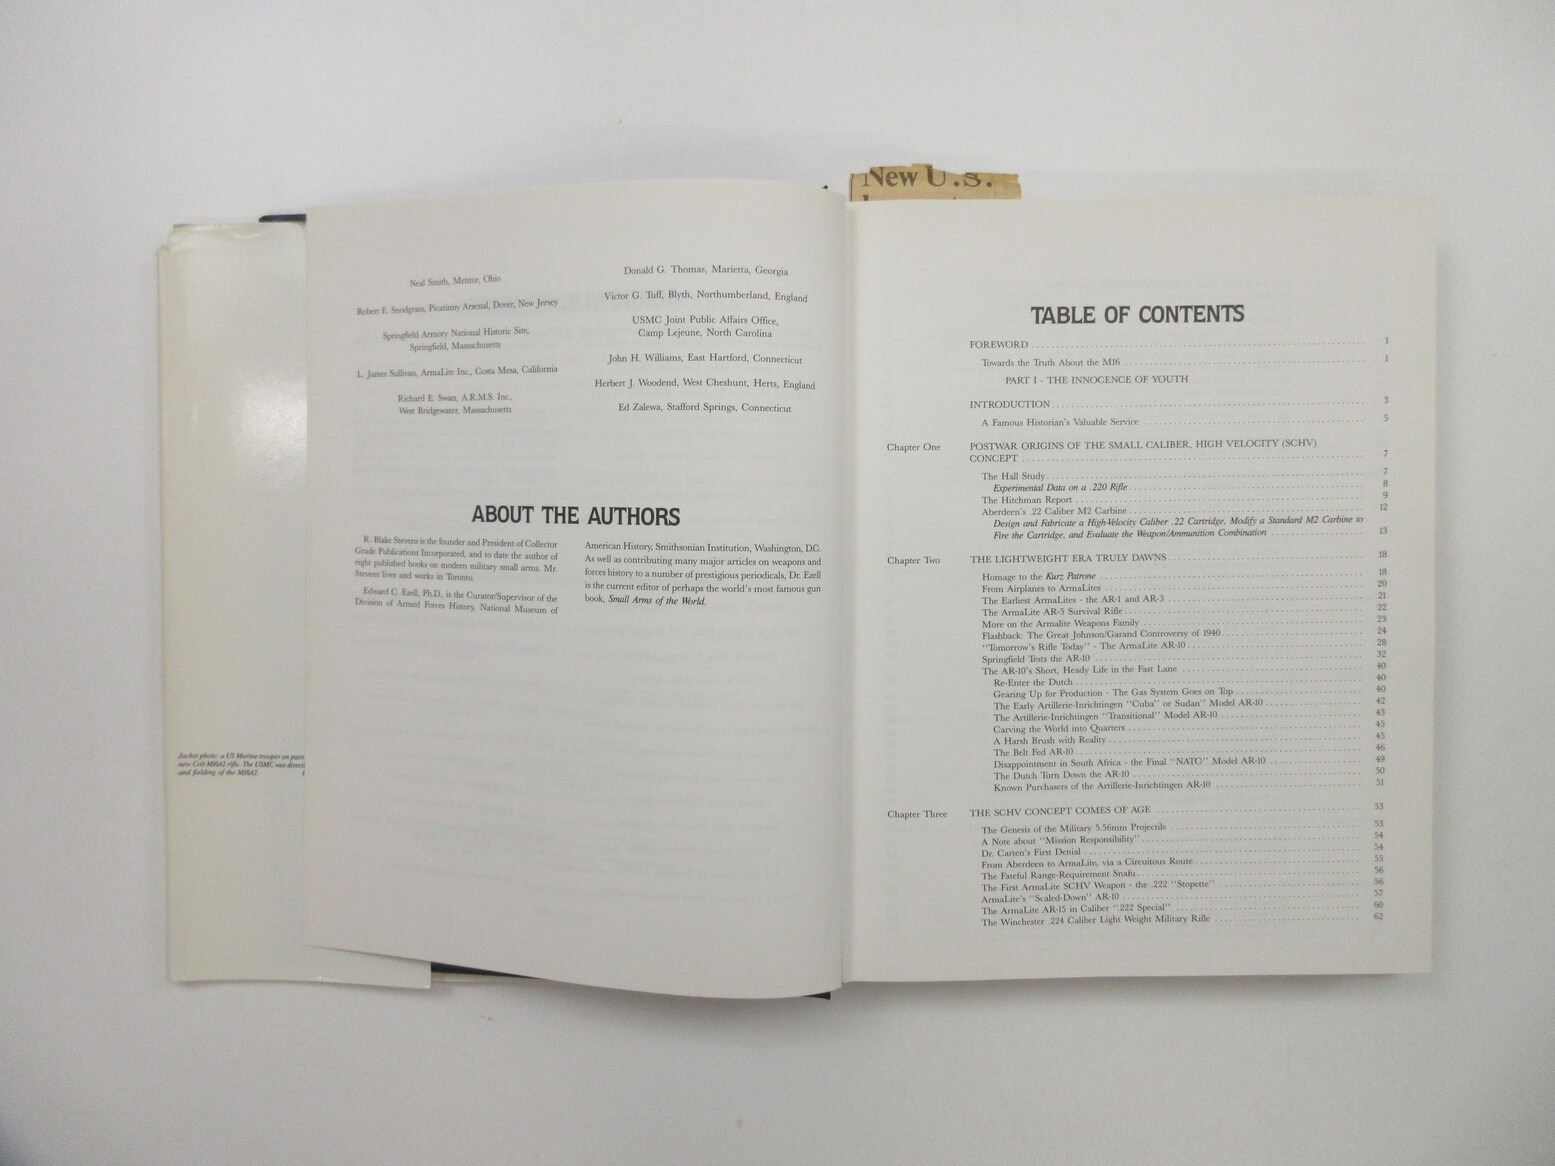 New U.S.
Neal Smith, Mentor, Ohio
Robert E. Snodgrass, Picatinny Arsenal, Dover, New Jersey
Springfield Armory National Historic Site,
Springfield, Massachusetts
L. James Sullivan, ArmaLite Inc., Costa Mesa, California
Richard E. Swan, A.R.M.S. Inc.,
West Bridgewater, Massachusetts
Donald G. Thomas, Marietta, Georgia
Victor G. Tuff, Blyth, Northumberland, England
USMC Joint Public Affairs Office,
Camp Lejeune, North Carolina
John H. Williams, East Hartford, Connecticut
Herbert J. Woodend, West Cheshunt, Herts, England
Ed Zalewa, Stafford Springs, Connecticut
ABOUT THE AUTHORS
R. Blake Stevens is the founder and President of Collector
Grade Publications Incorporated, and to date the author of
eight published books on modern military small arms. Mr.
Stevens lives and works in Toronto.
Edward C. Ezell, Ph.D., is the Curator/Supervisor of the
Division of Armed Forces History, National Museum of
American History, Smithsonian Institution, Washington, DC.
As well as contributing many major articles on weapons and
forces history to a number of prestigious periodicals, Dr. Ezell
is the current editor of perhaps the world's most famous gun
book, Small Arms of the World.
Jacket photo: a US Marine trooper on
new Colt M16A2 rifle. The USMC was
and fielding of the M16A2.
TABLE OF CONTENTS
FOREWORD 1
Towards the Truth About the M16 1
PART I - THE INNOCENCE OF YOUTH
INTRODUCTION 3
A Famous Historian's Valuable Service 5
Chapter One POSTWAR ORIGINS OF THE SMALL CALIBER, HIGH VELOCITY (SCHV)
CONCEPT 7
The Hall Study 7
Experimental Data on a .220 Rifle 8
The Hitchman Report 9
Aberdeen's .22 Caliber M2 Carbine 12
Design and Fabricate a High-Velocity Caliber .22 Cartridge, Modify a Standard M2 Carbine to
Fire the Cartridge, and Evaluate the Weapon/Ammunition Combination 13
Chapter Two THE LIGHTWEIGHT ERA TRULY DAWNS 18
Homage to the Kurz Patrone 18
From Airplanes to ArmaLites 20
The Earliest ArmaLites - the AR-1 and AR-3 21
The ArmaLite AR-5 Survival Rifle 22
More on the Armalite Weapons Family 23
Flashback: The Great Johnson/Garand Controversy of 1940 24
"Tomorrow's Rifle Today" - The ArmaLite AR-10 28
Springfield Tests the AR-10 32
The AR-10's Short, Heady Life in the Fast Lane 40
Re-Enter the Dutch 40
Gearing Up for Production - The Gas System Goes on Top 40
The Early Artillerie-Inrichtingen "Cuba" or Sudan" Model AR-10 42
The Artillerie-Inrichtingen "Transitional" Model AR-10 43
Carving the World into Quarters 45
A Harsh Brush with Reality 45
The Belt Fed AR-10 46
Disappointment in South Africa - the Final "NATO" Model AR-10 49
The Dutch Turn Down the AR-10 50
Known Purchasers of the Artillerie-Inrichtingen AR-10 51
Chapter Three THE SCHV CONCEPT COMES OF AGE 53
The Genesis of the Military 5.56mm Projectile 53
A Note about "Mission Responsibility" 54
Dr. Carten's First Denial 54
From Aberdeen to ArmaLite, via a Circuitous Route 55
The Fateful Range-Requirement Snafu 56
The First ArmaLite SCHV Weapon - the .222 "Stopette" 56
ArmaLite's "Scaled-Down" AR-10 57
The ArmaLite AR-15 in Caliber ".222 Special" 60
The Winchester .224 Caliber Light Weight Military Rifle 62